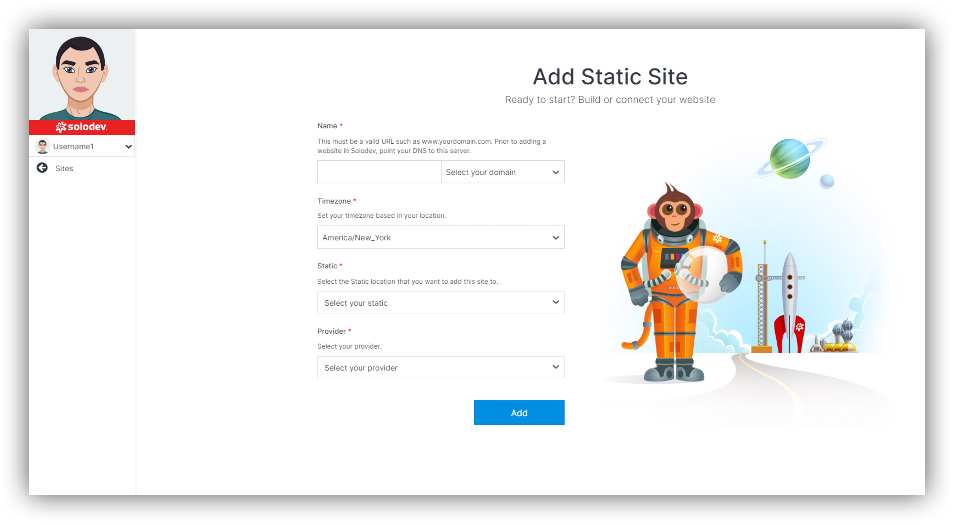 solodev
Username1
Sites
Add Static Site
Ready to start? Build or connect your website
Name *
This must be a valid URL such as www.yourdomain.com. Prior to adding a
website in Solodev, point your DNS to this server.
Select your domain
Timezone *
Set your timezone based in your location.
America/New_York
Static *
Select the Static location that you want to add this site to.
Select your static
Provider *
Select your provider.
Select your provider
Add